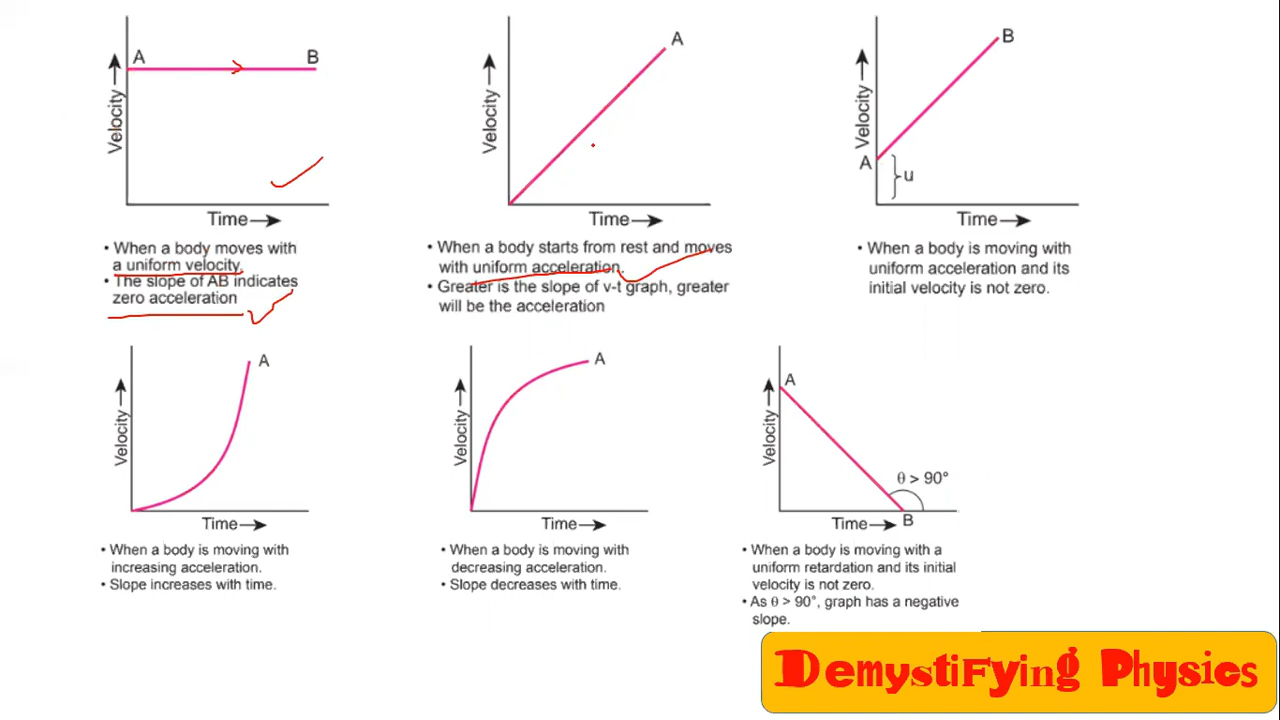 A
B
Velocity
Time
• When a body moves with
a uniform velocity.
• The slope of AB indicates
zero acceleration
A
Velocity
Time
• When a body starts from rest and moves
with uniform acceleration.
• Greater is the slope of v-t graph, greater
will be the acceleration
B
Velocity
A
u
Time
• When a body is moving with
uniform acceleration and its
initial velocity is not zero.
A
Velocity
Time
• When a body is moving with
increasing acceleration.
• Slope increases with time.
A
Velocity
Time
• When a body is moving with
decreasing acceleration.
• Slope decreases with time.
A
Velocity
θ > 90°
Time
B
• When a body is moving with a
uniform retardation and its initial
velocity is not zero.
• As θ > 90°, graph has a negative
slope.
Demystifying Physics